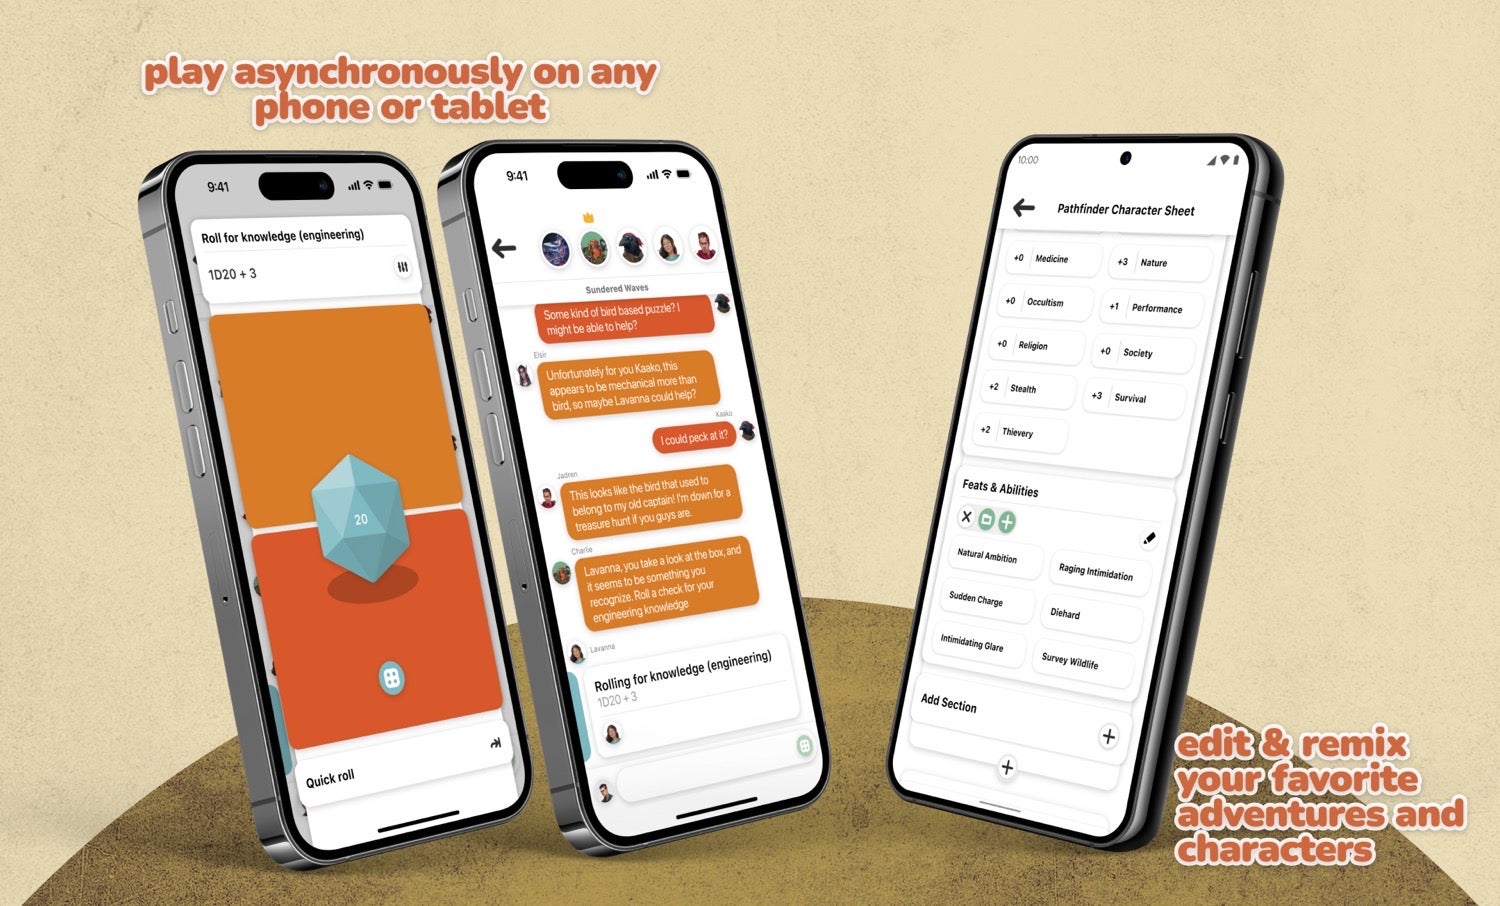 play asynchronously on any
phone or tablet
9:41
Roll for knowledge (engineering)
1D20 + 3
20
Quick roll
9:41
Sundered Waves
Some kind of bird based puzzle? I
might be able to help?
Elsir
Unfortunately for you Kaako, this
appears to be mechanical more than
bird, so maybe Lavanna could help?
Kaako
I could peck at it?
Jadren
This looks like the bird that used to
belong to my old captain! I'm down for a
treasure hunt if you guys are.
Charlie
Lavanna, you take a look at the box, and
it seems to be something you
recognize. Roll a check for your
engineering knowledge
Lavanna
Rolling for knowledge (engineering)
1D20 + 3
10:00
Pathfinder Character Sheet
+0 Medicine
+3 Nature
+0 Occultism
+1 Performance
+0 Religion
+0 Society
+2 Stealth
+3 Survival
+2 Thievery
Feats & Abilities
Natural Ambition
Raging Intimidation
Sudden Charge
Diehard
Intimidating Glare
Survey Wildlife
Add Section
edit & remix
your favorite
adventures and
characters